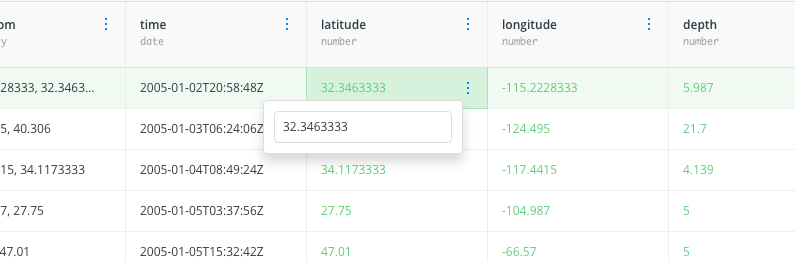 om time latitude longitude depth
ry date number number number
28333, 32.3463... 2005-01-02T20:58:48Z 32.3463333 -115.2228333 5.987
5, 40.306 2005-01-03T06:24:06Z 32.3463333 -124.495 21.7
15, 34.1173333 2005-01-04T08:49:24Z 34.1173333 -117.4415 4.139
7, 27.75 2005-01-05T03:37:56Z 27.75 -104.987 5
47.01 2005-01-05T15:32:42Z 47.01 -66.57 5